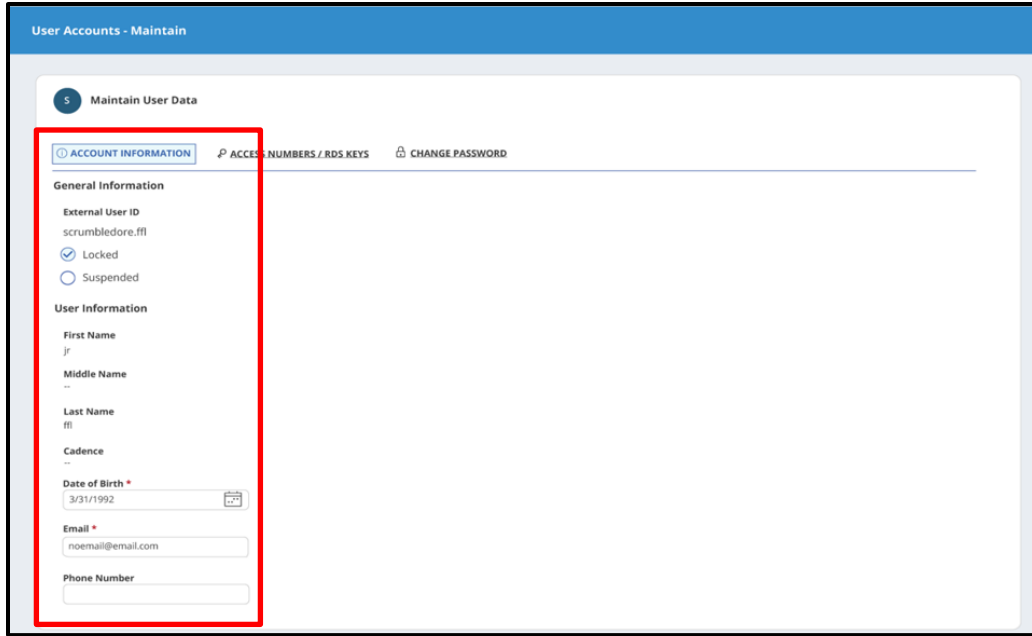 User Accounts - Maintain
S Maintain User Data
ACCOUNT INFORMATION ACCESS NUMBERS / RDS KEYS CHANGE PASSWORD
General Information
External User ID
scrumbledore.ffl
Locked
Suspended
User Information
First Name
jr
Middle Name
--
Last Name
ffl
Cadence
--
Date of Birth *
3/31/1992
Email *
noemail@email.com
Phone Number